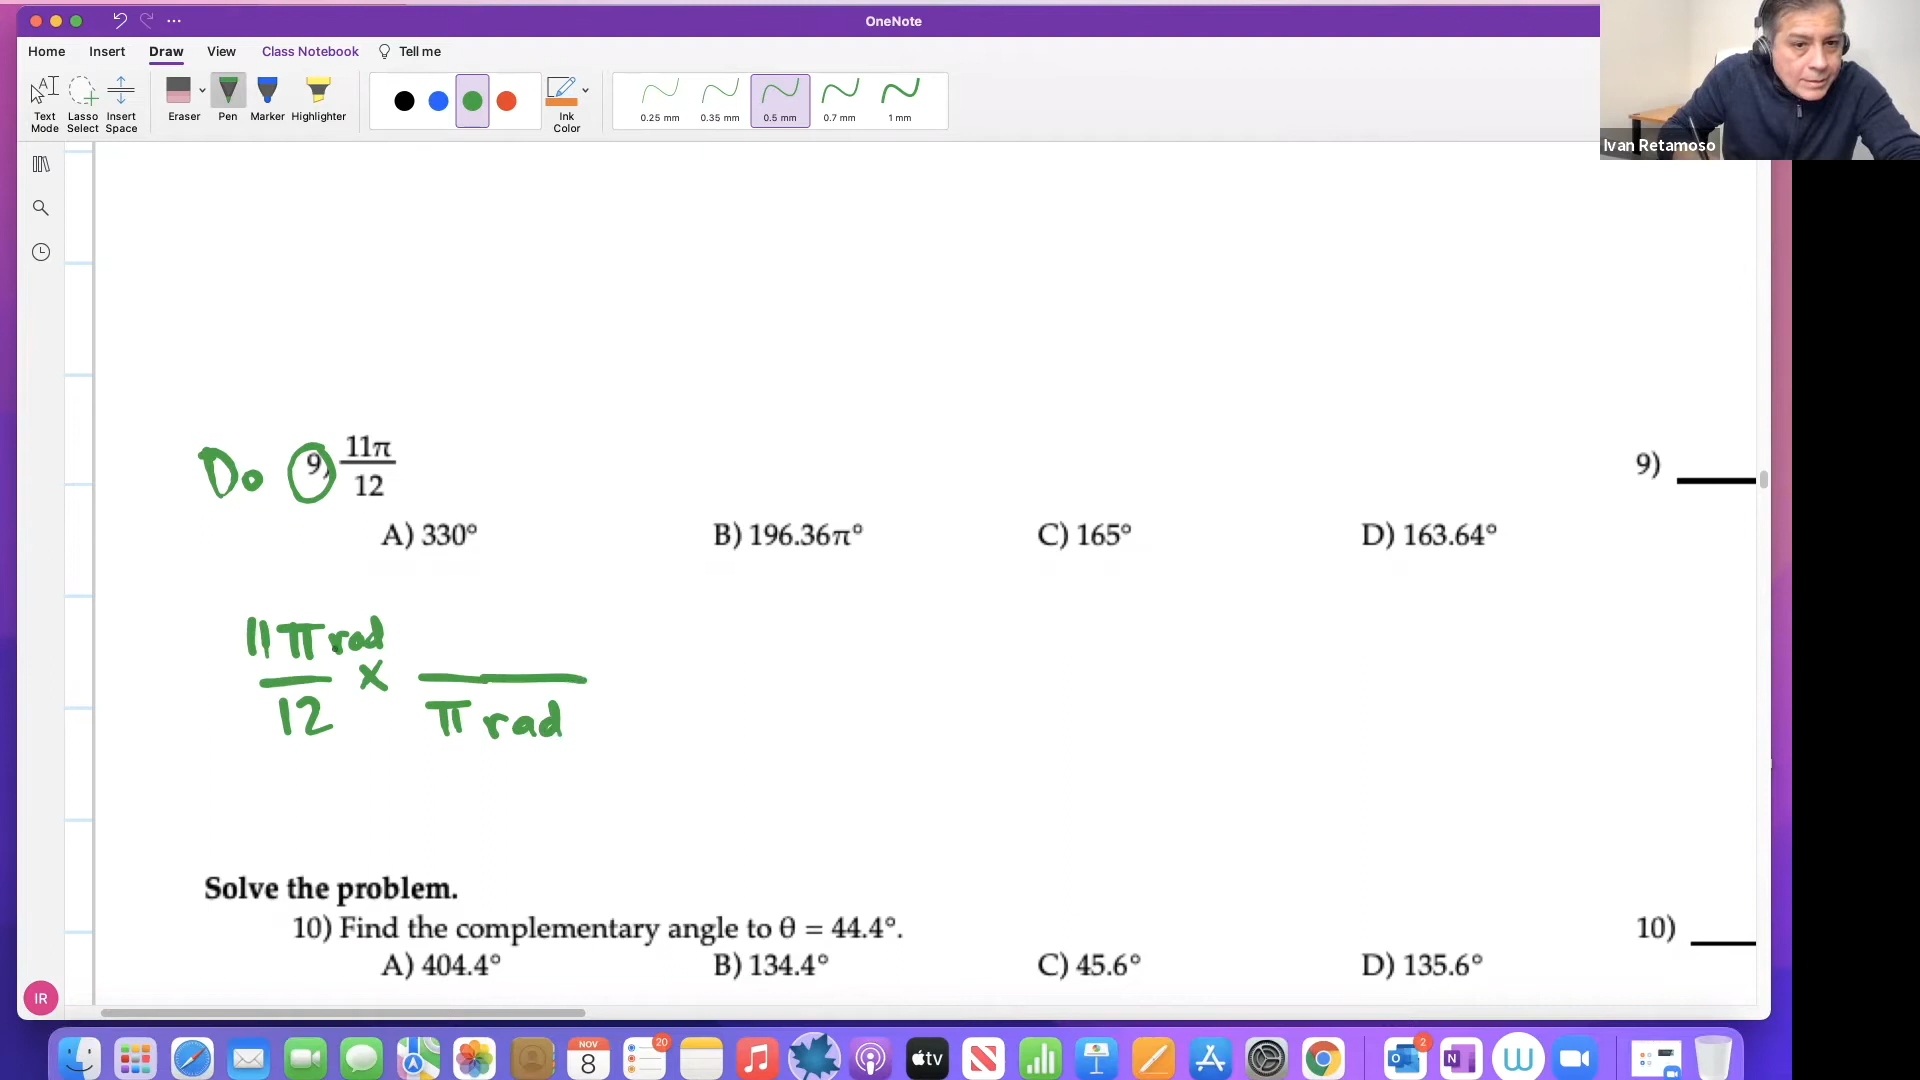 OneNote
Home Insert Draw View Class Notebook Tell me
Text Mode
Lasso Select
Insert Space
Eraser
Pen
Marker
Highlighter
Ink Color
0.25 mm
0.35 mm
0.5 mm
0.7 mm
1 mm
Ivan Retamoso
Do 9) 11π/12 9)
A) 330° B) 196.36π° C) 165° D) 163.64°
11π rad
12
×
π rad
Solve the problem.
10) Find the complementary angle to θ = 44.4°. 10)
A) 404.4° B) 134.4° C) 45.6° D) 135.6°
IR
NOV
8
20
tv
2